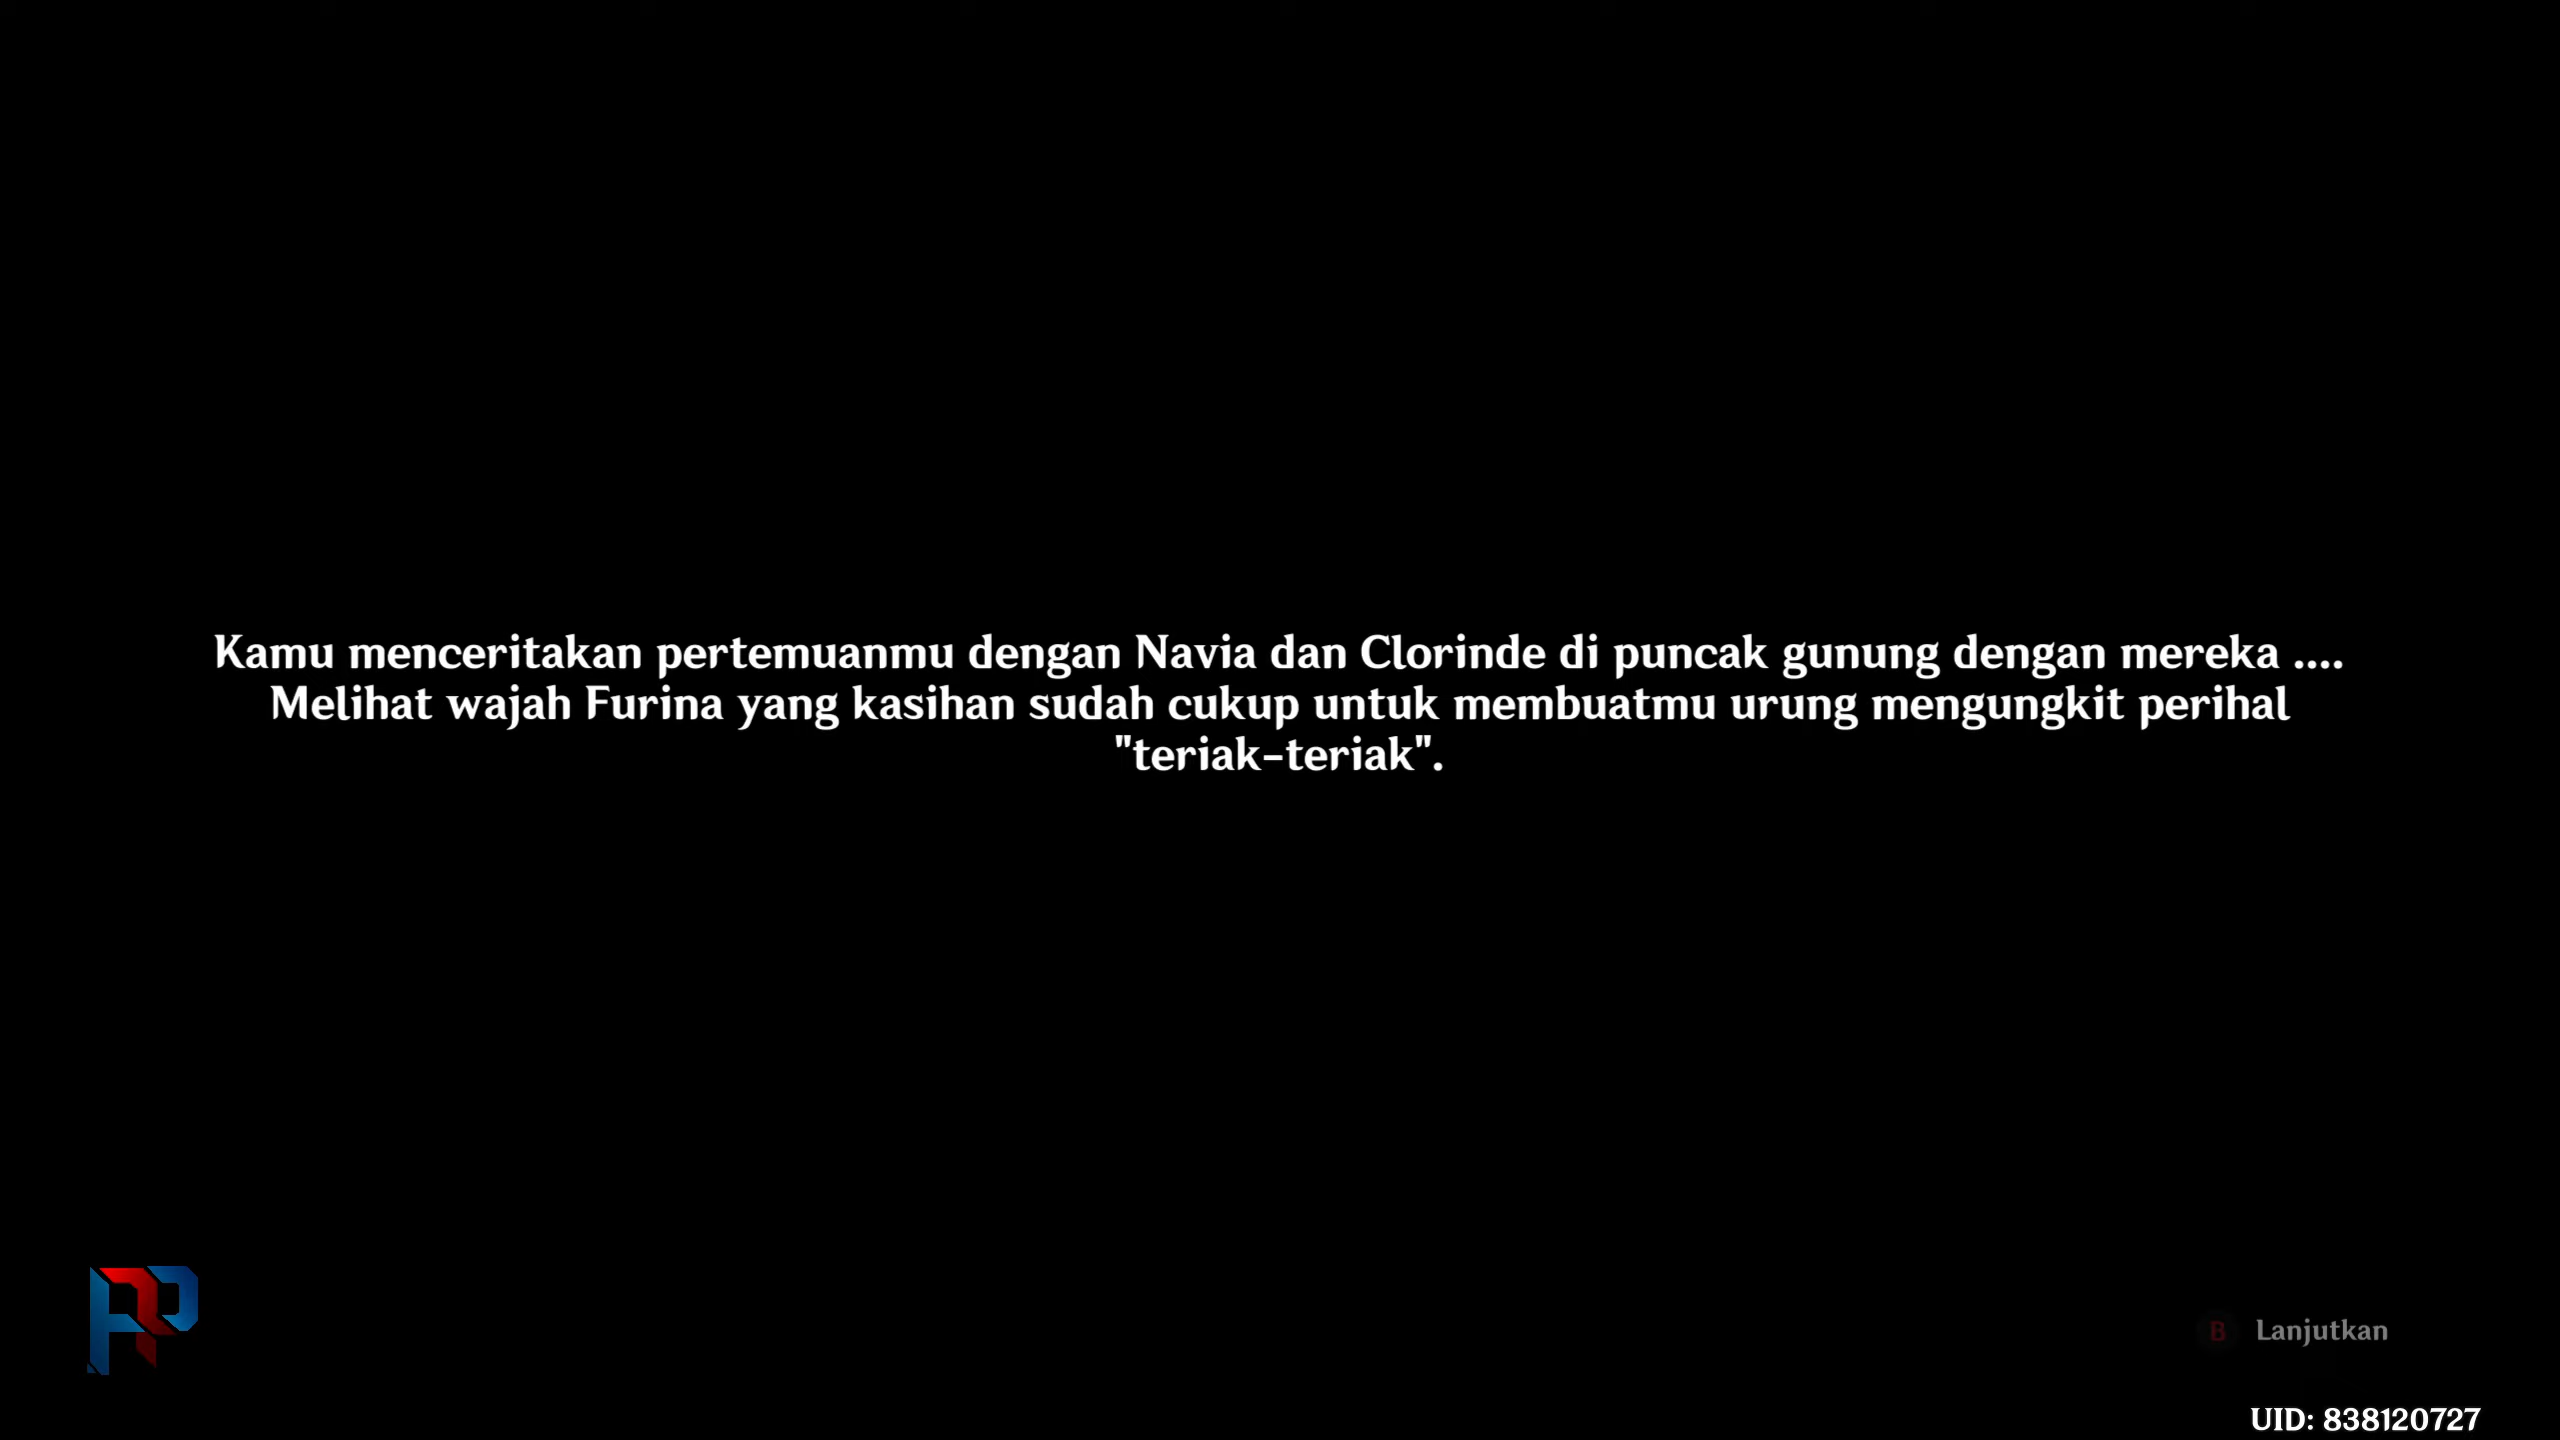 Kamu menceritakan pertemuanmu dengan Navia dan Clorinde di puncak gunung dengan mereka ....
Melihat wajah Furina yang kasihan sudah cukup untuk membuatmu urung mengungkit perihal
"teriak-teriak".
B Lanjutkan
UID: 838120727